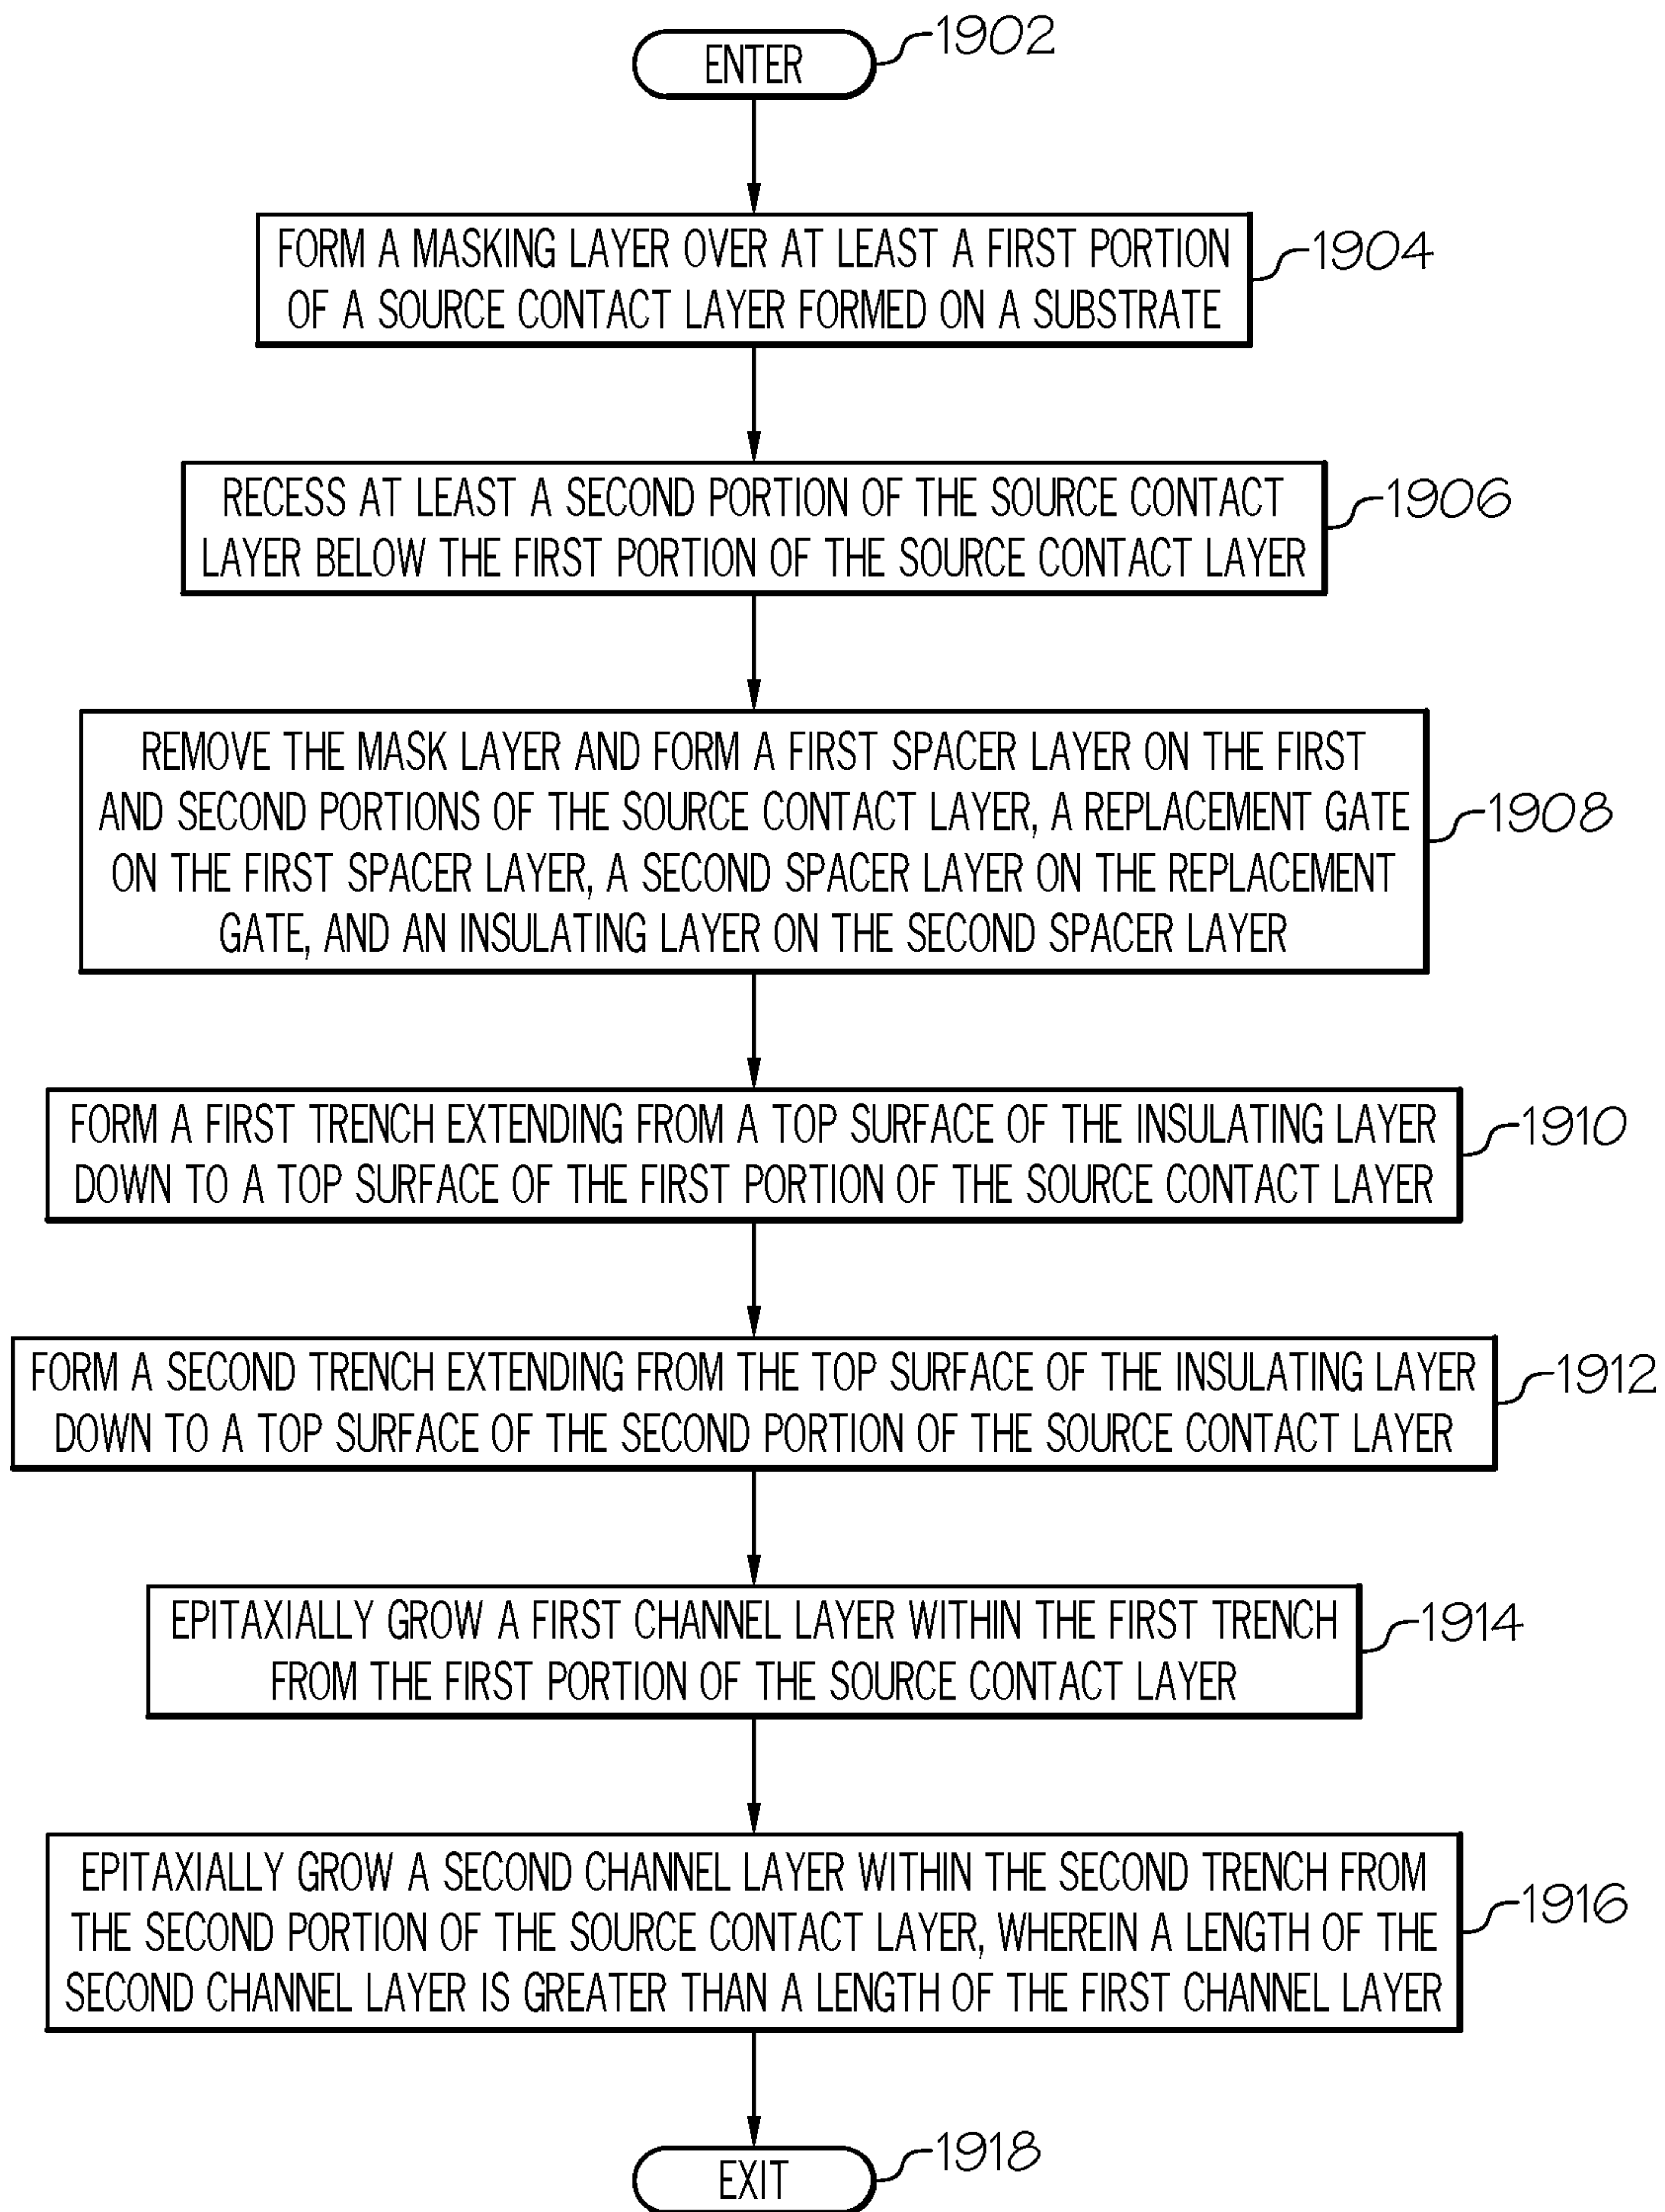 ENTER
1902
FORM A MASKING LAYER OVER AT LEAST A FIRST PORTION
OF A SOURCE CONTACT LAYER FORMED ON A SUBSTRATE
1904
RECESS AT LEAST A SECOND PORTION OF THE SOURCE CONTACT
LAYER BELOW THE FIRST PORTION OF THE SOURCE CONTACT LAYER
1906
REMOVE THE MASK LAYER AND FORM A FIRST SPACER LAYER ON THE FIRST
AND SECOND PORTIONS OF THE SOURCE CONTACT LAYER, A REPLACEMENT GATE
ON THE FIRST SPACER LAYER, A SECOND SPACER LAYER ON THE REPLACEMENT
GATE, AND AN INSULATING LAYER ON THE SECOND SPACER LAYER
1908
FORM A FIRST TRENCH EXTENDING FROM A TOP SURFACE OF THE INSULATING LAYER
DOWN TO A TOP SURFACE OF THE FIRST PORTION OF THE SOURCE CONTACT LAYER
1910
FORM A SECOND TRENCH EXTENDING FROM THE TOP SURFACE OF THE INSULATING LAYER
DOWN TO A TOP SURFACE OF THE SECOND PORTION OF THE SOURCE CONTACT LAYER
1912
EPITAXIALLY GROW A FIRST CHANNEL LAYER WITHIN THE FIRST TRENCH
FROM THE FIRST PORTION OF THE SOURCE CONTACT LAYER
1914
EPITAXIALLY GROW A SECOND CHANNEL LAYER WITHIN THE SECOND TRENCH FROM
THE SECOND PORTION OF THE SOURCE CONTACT LAYER, WHEREIN A LENGTH OF THE
SECOND CHANNEL LAYER IS GREATER THAN A LENGTH OF THE FIRST CHANNEL LAYER
1916
EXIT
1918